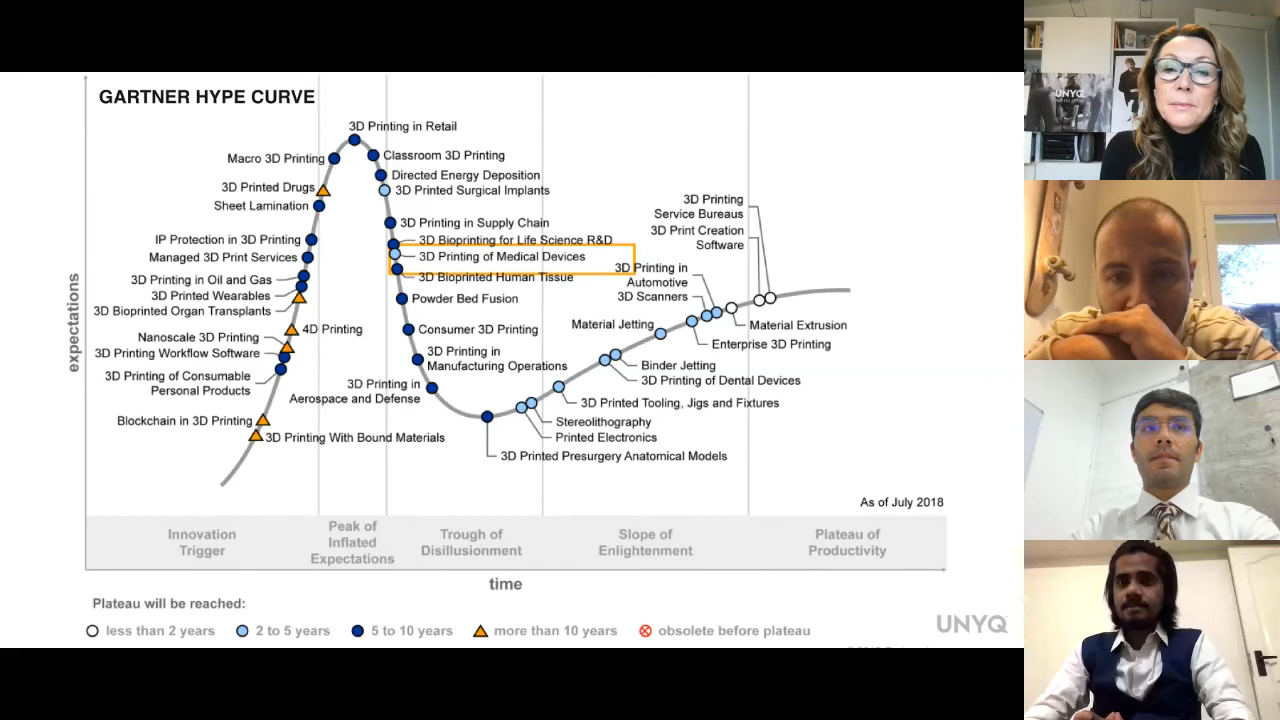 GARTNER HYPE CURVE
3D Printing in Retail
Macro 3D Printing
Classroom 3D Printing
Directed Energy Deposition
3D Printed Drugs
3D Printed Surgical Implants
Sheet Lamination
3D Printing in Supply Chain
IP Protection in 3D Printing
3D Bioprinting for Life Science R&D
Managed 3D Print Services
3D Printing of Medical Devices
3D Printing in Oil and Gas
3D Bioprinted Human Tissue
3D Printed Wearables
Powder Bed Fusion
3D Bioprinted Organ Transplants
4D Printing
Consumer 3D Printing
Nanoscale 3D Printing
3D Printing Workflow Software
3D Printing in
Manufacturing Operations
3D Printing of Consumable
Personal Products
3D Printing in
Aerospace and Defense
Blockchain in 3D Printing
3D Printing With Bound Materials
3D Printing
Service Bureaus
3D Print Creation
Software
3D Printing in
Automotive
3D Scanners
Material Jetting
Material Extrusion
Enterprise 3D Printing
Binder Jetting
3D Printing of Dental Devices
3D Printed Tooling, Jigs and Fixtures
Stereolithography
Printed Electronics
3D Printed Presurgery Anatomical Models
As of July 2018
expectations
Innovation
Trigger
Peak of
Inflated
Expectations
Trough of
Disillusionment
Slope of
Enlightenment
Plateau of
Productivity
time
Plateau will be reached:
less than 2 years
2 to 5 years
5 to 10 years
more than 10 years
obsolete before plateau
UNYQ
UNYQ